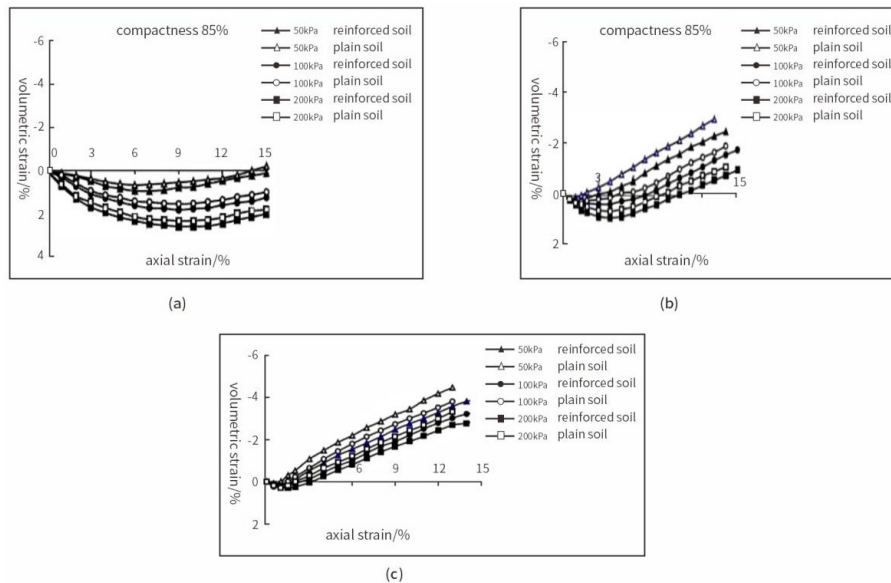 compactness 85%
50kPa reinforced soil
50kPa plain soil
100kPa reinforced soil
100kPa plain soil
200kPa reinforced soil
200kPa plain soil
volumetric strain/%
-6
-4
-2
0
2
4
0 3 6 9 12 15
axial strain/%
(a)
compactness 85%
50kPa reinforced soil
50kPa plain soil
100kPa reinforced soil
100kPa plain soil
200kPa reinforced soil
200kPa plain soil
volumetric strain/%
-6
-4
-2
0
2
3 15
axial strain/%
(b)
50kPa reinforced soil
50kPa plain soil
100kPa reinforced soil
100kPa plain soil
200kPa reinforced soil
200kPa plain soil
volumetric strain/%
-6
-4
-2
0
2
6 9 12 15
axial strain/%
(c)